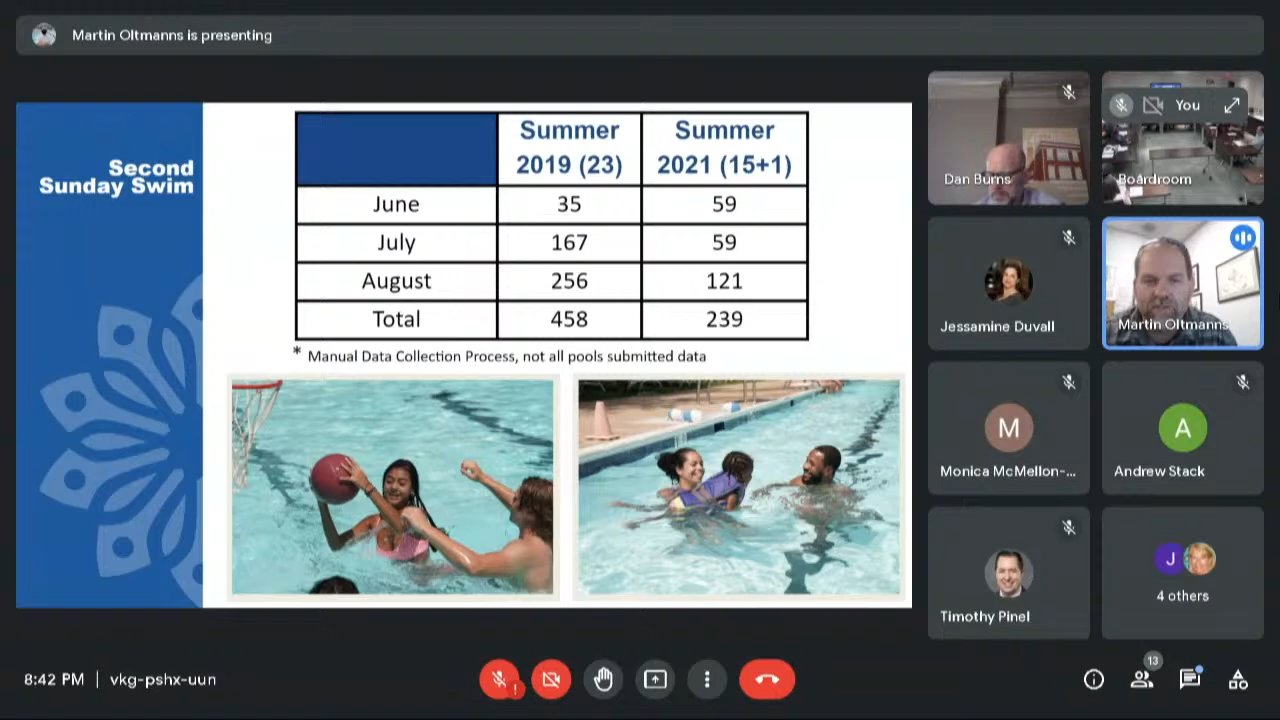 Martin Oltmanns is presenting
Second
Sunday Swim
Summer
2019 (23)
Summer
2021 (15+1)
June 35 59
July 167 59
August 256 121
Total 458 239
* Manual Data Collection Process, not all pools submitted data
Dan Burns
You
Boardroom
Jessamine Duvall
Martin Oltmanns
M
Monica McMellon-...
A
Andrew Stack
Timothy Pinel
J
4 others
8:42 PM | vkg-pshx-uun
!
13